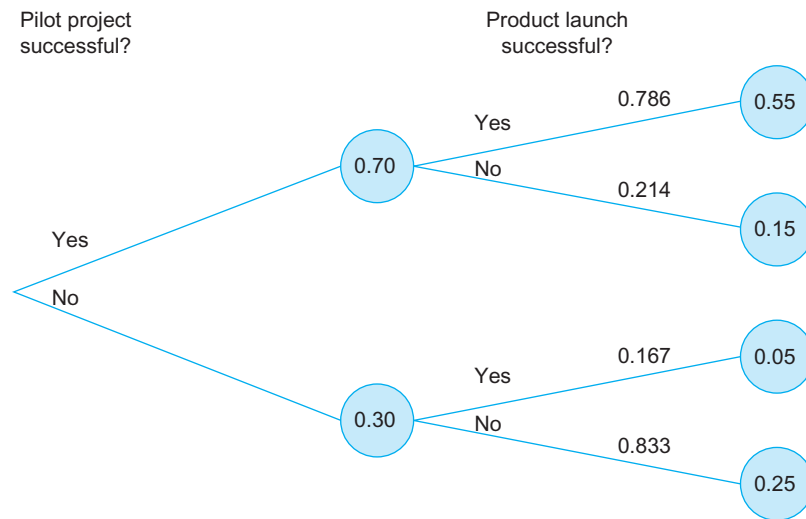 Pilot project
successful?
Product launch
successful?
0.786
0.55
Yes
0.70
No
0.214
0.15
Yes
No
0.167
0.05
Yes
0.30
No
0.833
0.25